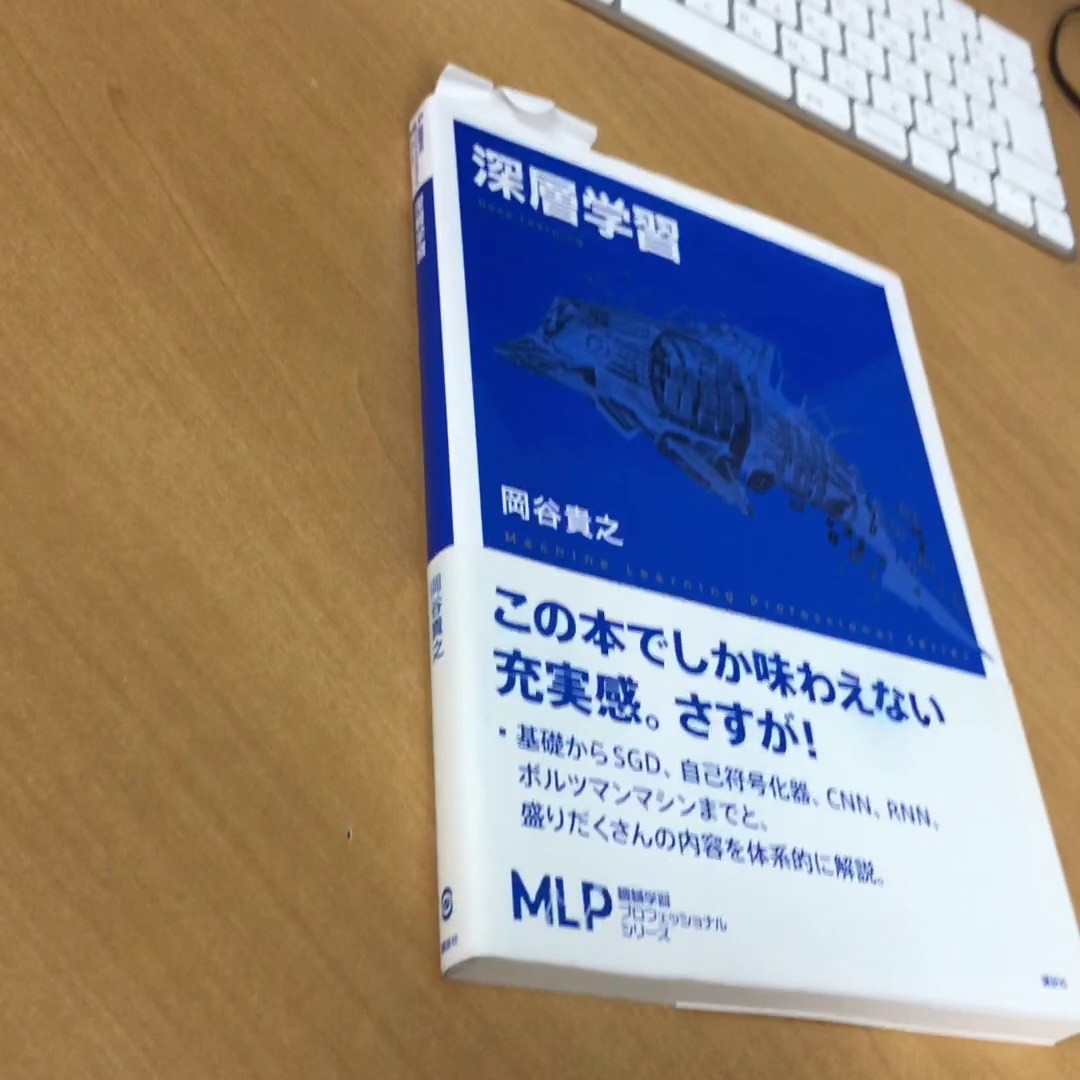 深層学習
Deep Learning
岡谷貴之
Machine Learning Professional Series
この本でしか味わえない
充実感。さすが!
・基礎からSGD、自己符号化器、CNN、RNN、
ボルツマンマシンまでと、
盛りだくさんの内容を体系的に解説。
MLP
機械学習
プロフェッショナル
シリーズ
講談社
岡谷貴之